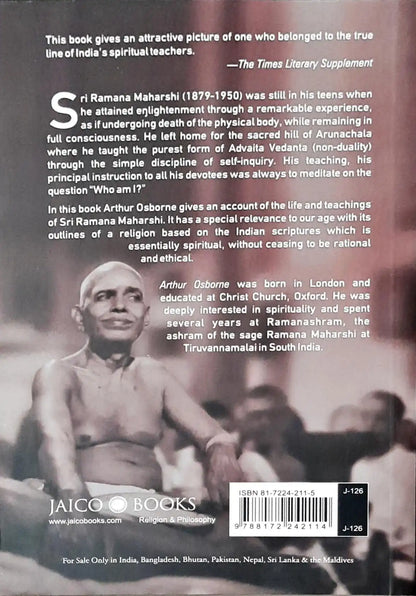 This book gives an attractive picture of one who belonged to the true
line of India's spiritual teachers.
—The Times Literary Supplement
Sri Ramana Maharshi (1879-1950) was still in his teens when
he attained enlightenment through a remarkable experience,
as if undergoing death of the physical body, while remaining in
full consciousness. He left home for the sacred hill of Arunachala
where he taught the purest form of Advaita Vedanta (non-duality)
through the simple discipline of self-inquiry. His teaching, his
principal instruction to all his devotees was always to meditate on the
question "Who am I?"
In this book Arthur Osborne gives an account of the life and teachings
of Sri Ramana Maharshi. It has a special relevance to our age with its
outlines of a religion based on the Indian scriptures which is
essentially spiritual, without ceasing to be rational
and ethical.
Arthur Osborne was born in London and
educated at Christ Church, Oxford. He was
deeply interested in spirituality and spent
several years at Ramanashram, the
ashram of the sage Ramana Maharshi at
Tiruvannamalai in South India.
JAICO BOOKS
www.jaicobooks.com Religion & Philosophy
ISBN 81-7224-211-5
9 788172 242114
J-126
J-126
For Sale Only in India, Bangladesh, Bhutan, Pakistan, Nepal, Sri Lanka & the Maldives